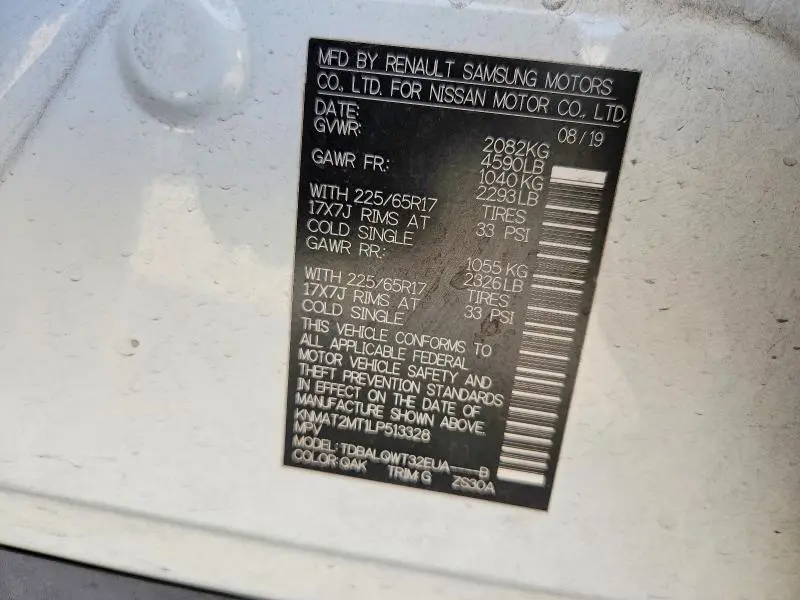 MFD BY RENAULT SAMSUNG MOTORS
CO., LTD. FOR NISSAN MOTOR CO., LTD.
DATE: 08/19
GVWR: 2082KG
4590LB
GAWR FR: 1040KG
2293LB
WITH 225/65R17 TIRES
17X7J RIMS AT 33 PSI
COLD SINGLE
GAWR RR: 1055KG
2326LB
WITH 225/65R17 TIRES
17X7J RIMS AT 33 PSI
COLD SINGLE
THIS VEHICLE CONFORMS TO
ALL APPLICABLE FEDERAL
MOTOR VEHICLE SAFETY AND
THEFT PREVENTION STANDARDS
IN EFFECT ON THE DATE OF
MANUFACTURE SHOWN ABOVE.
KNMAT2MT1LP513328
MPV
MODEL: TDBALQWT32EUA----B
COLOR: QAK TRIM: G ZS30A